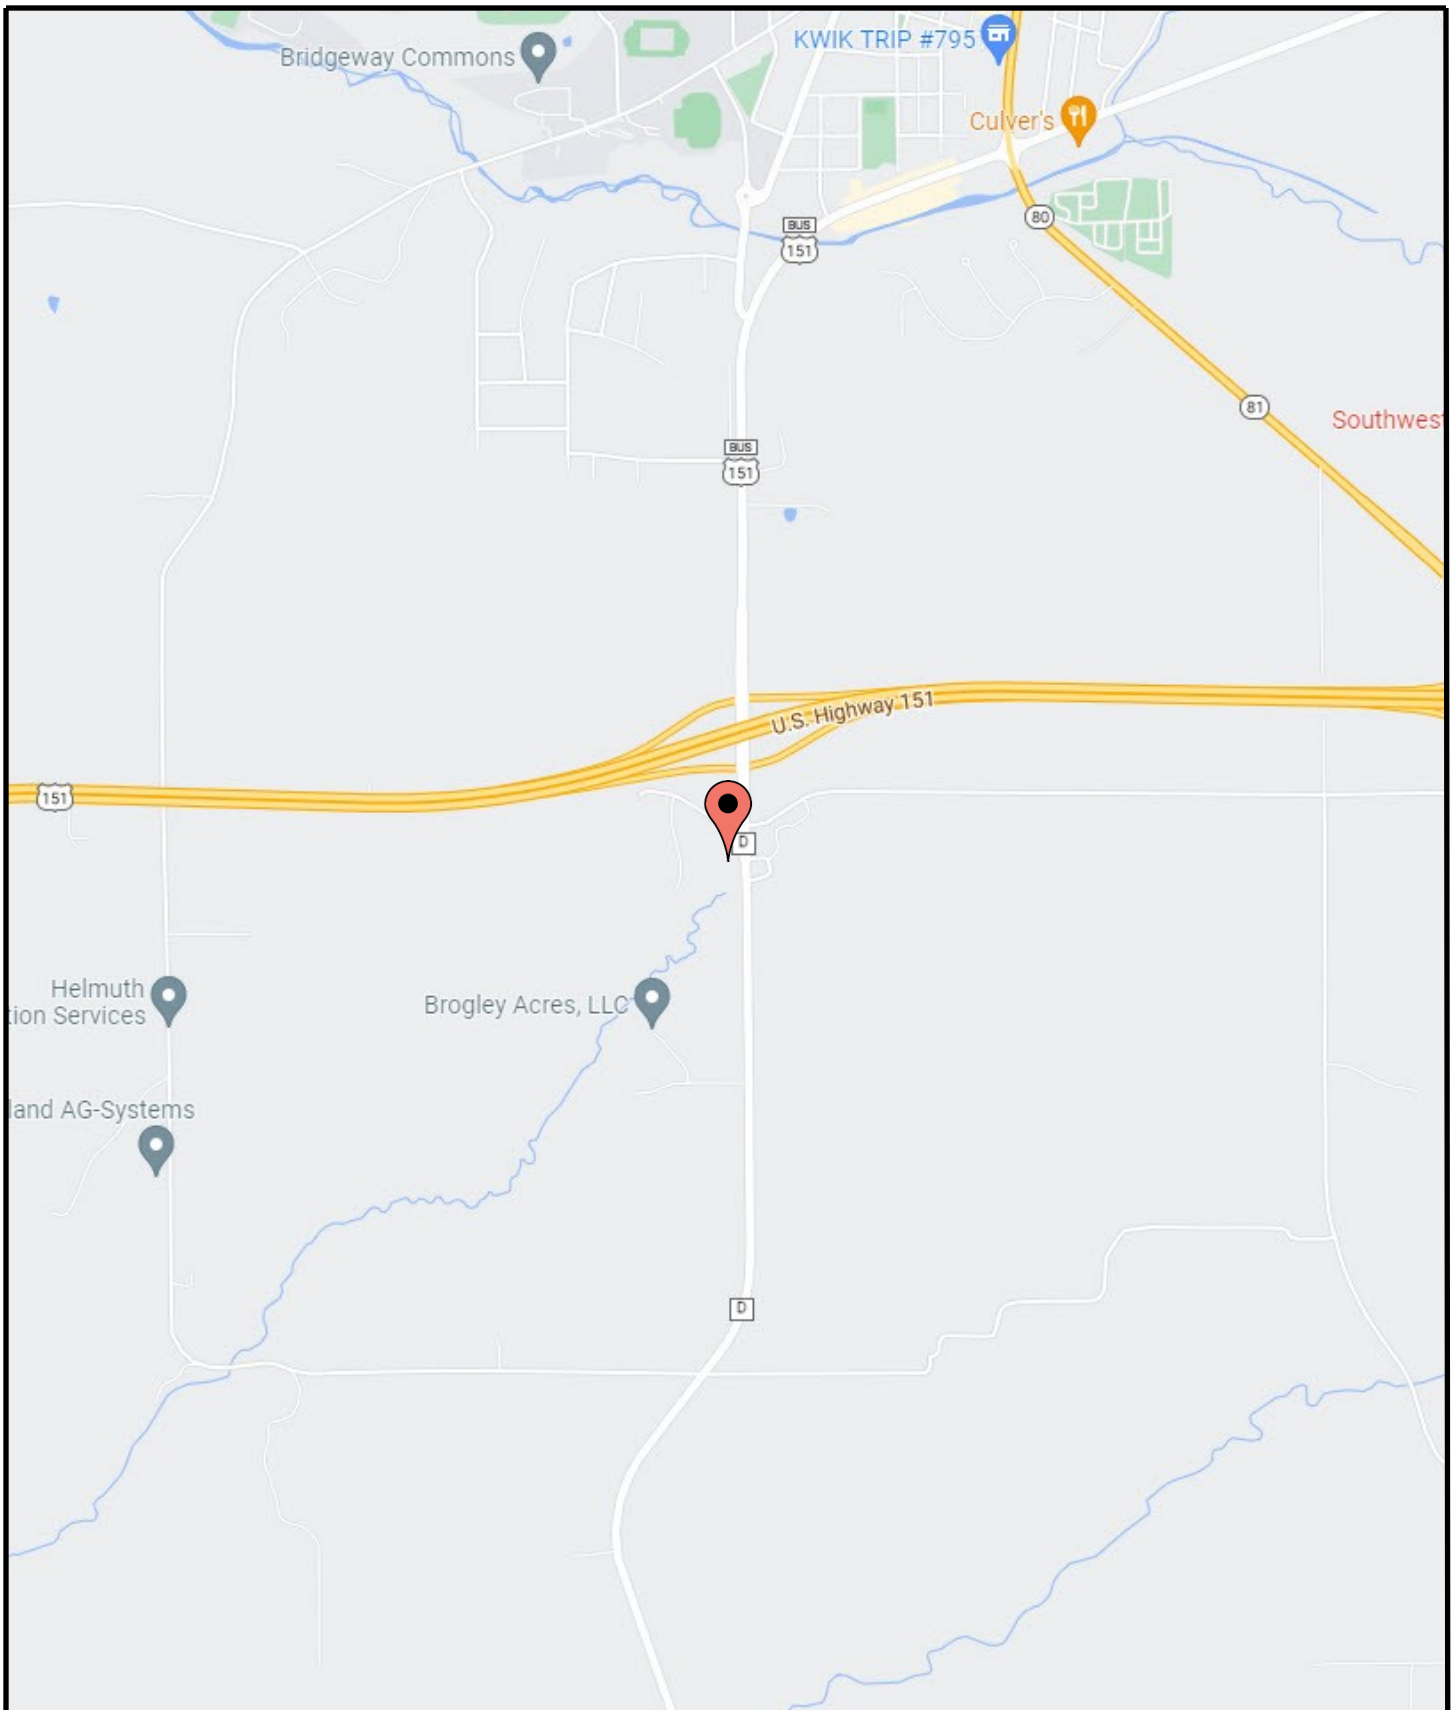 KWIK TRIP #795
Bridgeway Commons
Culver's
80
BUS
151
81
Southwest
BUS
151
U.S. Highway 151
151
D
Helmuth
tion Services
Brogley Acres, LLC
land AG-Systems
D